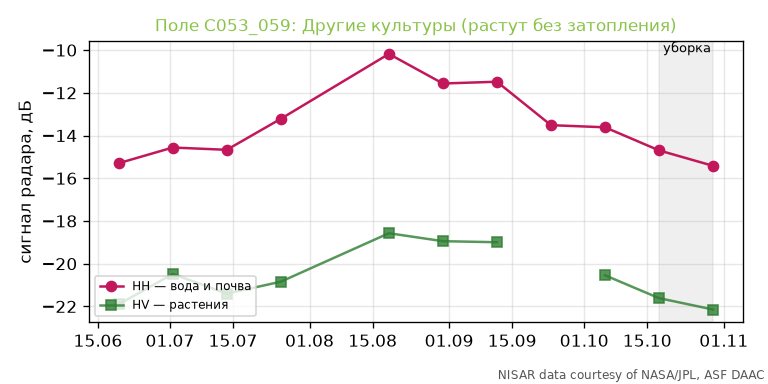 Поле C053_059: Другие культуры (растут без затопления)
уборка
сигнал радара, дБ
−10
−12
−14
−16
−18
−20
−22
HH — вода и почва
HV — растения
15.06 01.07 15.07 01.08 15.08 01.09 15.09 01.10 15.10 01.11
NISAR data courtesy of NASA/JPL, ASF DAAC